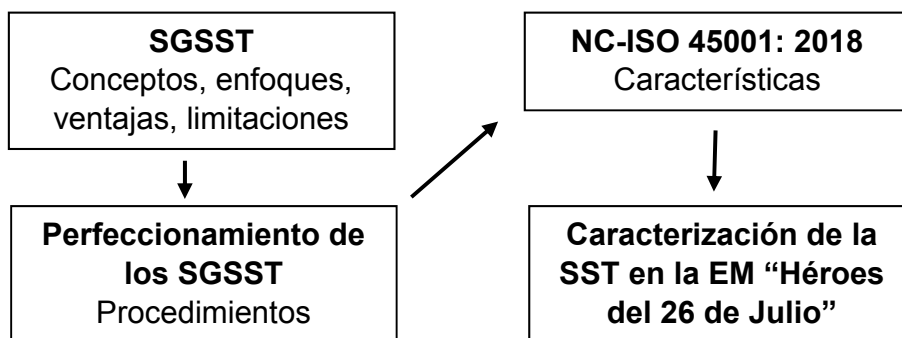 SGSST
Conceptos, enfoques,
ventajas, limitaciones
Perfeccionamiento de
los SGSST
Procedimientos
NC-ISO 45001: 2018
Características
Caracterización de la
SST en la EM “Héroes
del 26 de Julio”